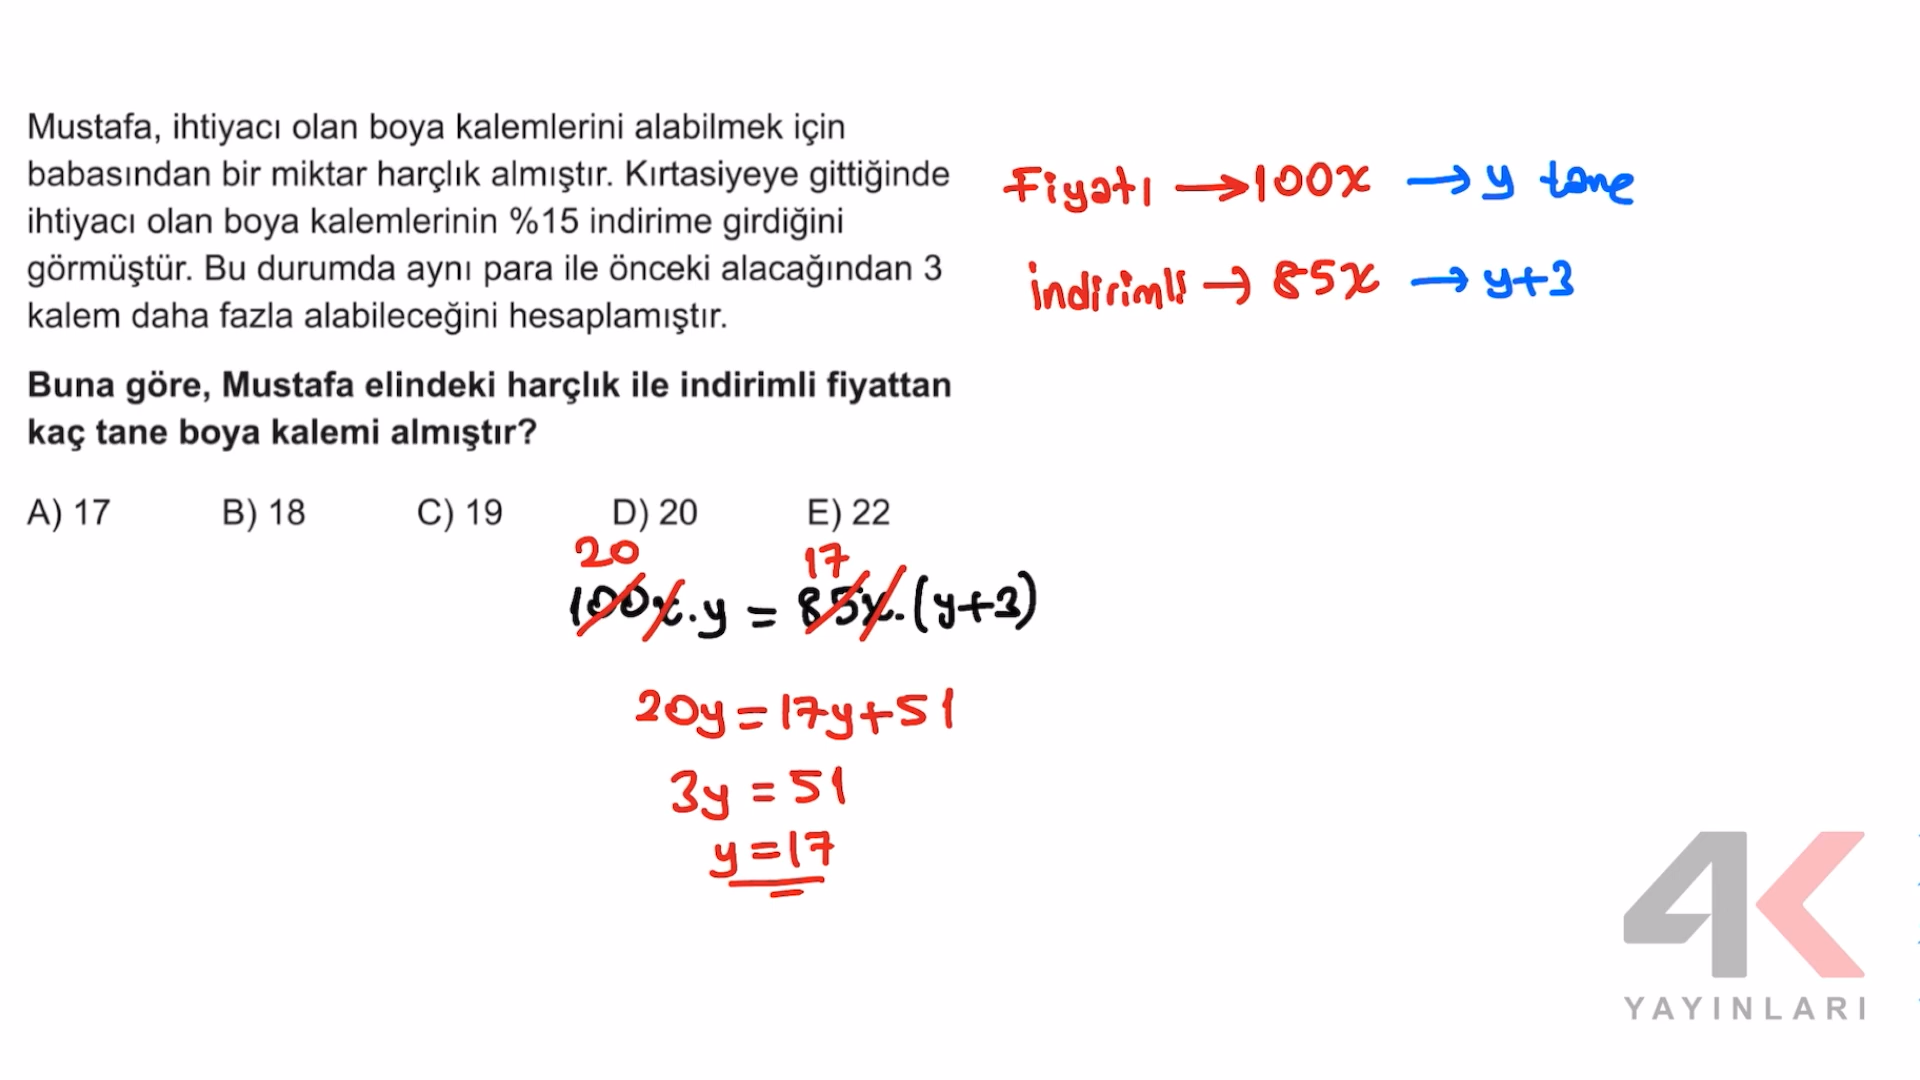 Mustafa, ihtiyacı olan boya kalemlerini alabilmek için
babasından bir miktar harçlık almıştır. Kırtasiyeye gittiğinde
ihtiyacı olan boya kalemlerinin %15 indirime girdiğini
görmüştür. Bu durumda aynı para ile önceki alacağından 3
kalem daha fazla alabileceğini hesaplamıştır.
Buna göre, Mustafa elindeki harçlık ile indirimli fiyattan
kaç tane boya kalemi almıştır?
A) 17 B) 18 C) 19 D) 20 E) 22
Fiyatı → 100x → y tane
indirimli → 85x → y+3
20 17
100x.y = 85x.(y+3)
20y = 17y+51
3y = 51
y = 17
4K
YAYINLARI